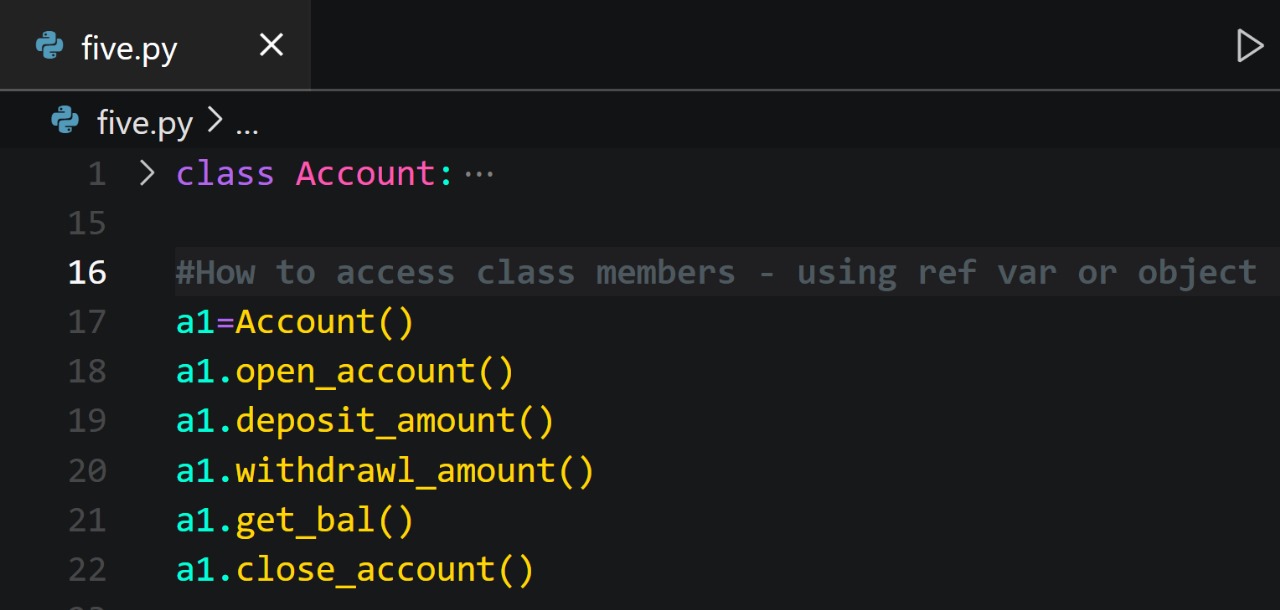 five.py
five.py > ...
1 > class Account:···
15
16 #How to access class members - using ref var or object
17 a1=Account()
18 a1.open_account()
19 a1.deposit_amount()
20 a1.withdrawl_amount()
21 a1.get_bal()
22 a1.close_account()